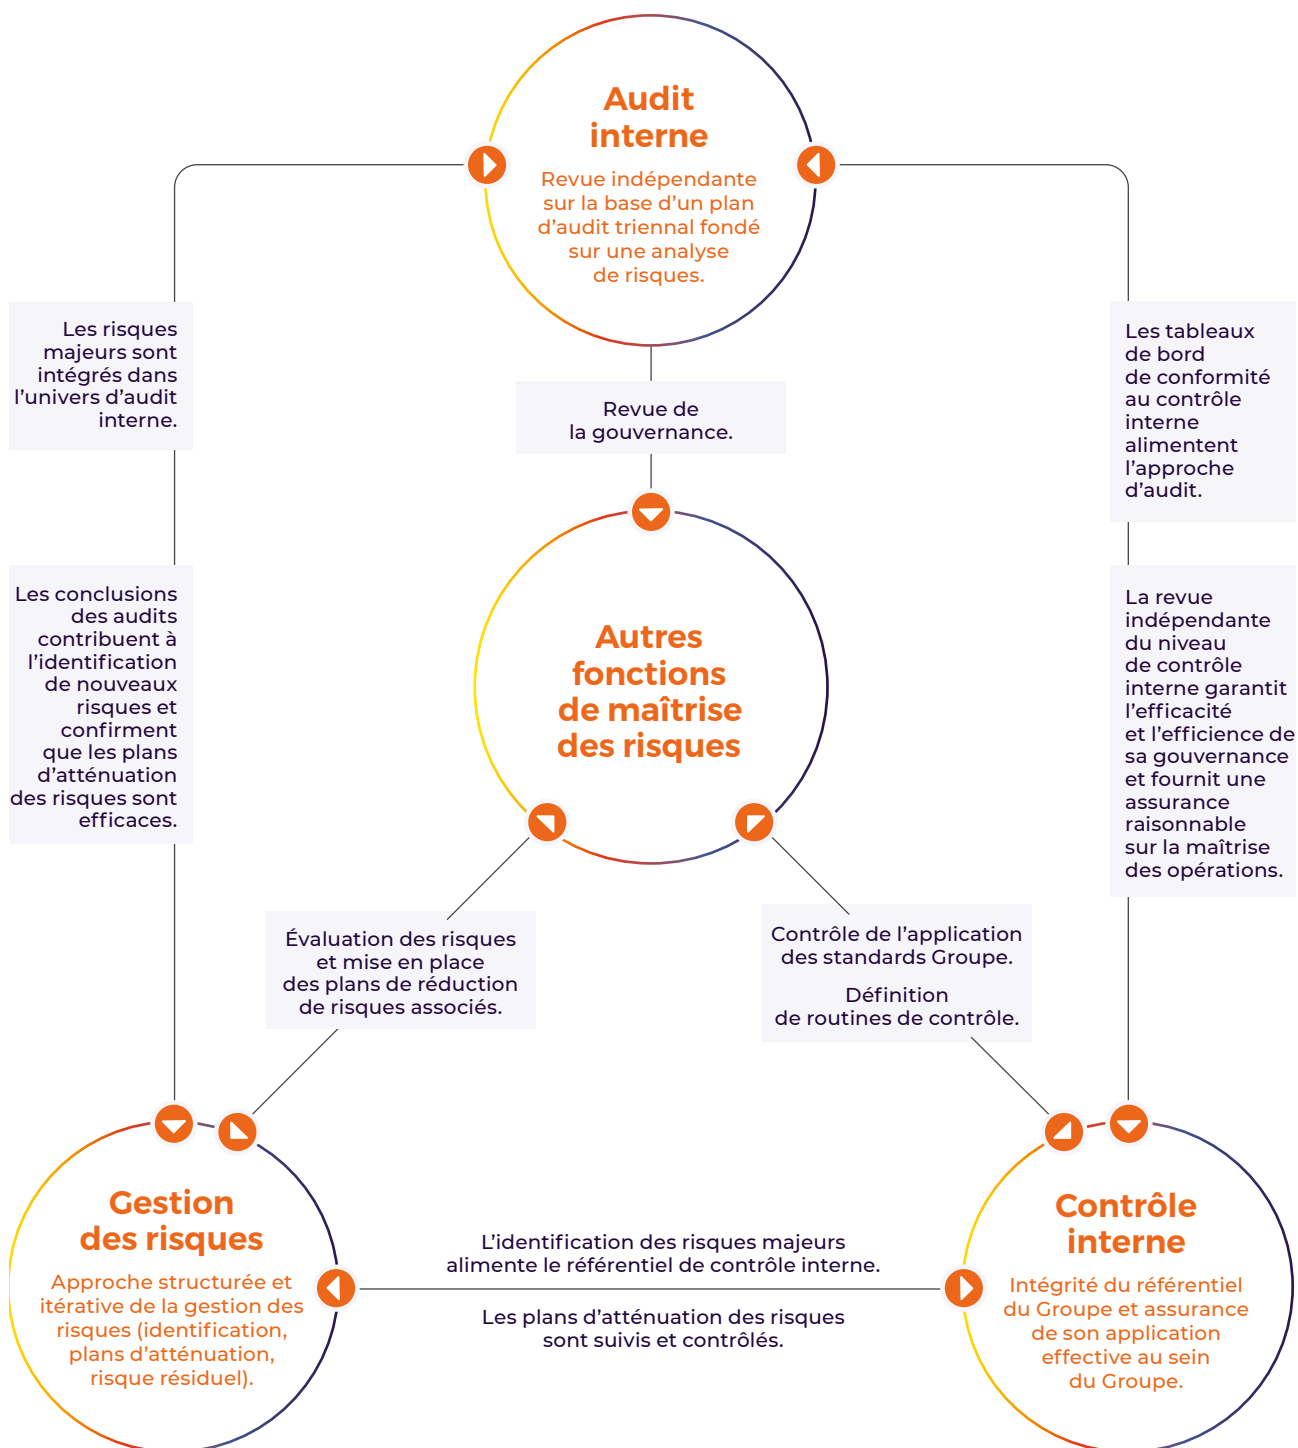 Audit
interne
Revue indépendante
sur la base d’un plan
d’audit triennal fondé
sur une analyse
de risques.
Les risques
majeurs sont
intégrés dans
l’univers d’audit
interne.
Revue de
la gouvernance.
Les tableaux
de bord
de conformité
au contrôle
interne
alimentent
l’approche
d’audit.
Les conclusions
des audits
contribuent à
l’identification
de nouveaux
risques et
confirment
que les plans
d’atténuation
des risques sont
efficaces.
Autres
fonctions
de maîtrise
des risques
La revue
indépendante
du niveau
de contrôle
interne garantit
l’efficacité
et l’efficience de
sa gouvernance
et fournit une
assurance
raisonnable
sur la maîtrise
des opérations.
Évaluation des risques
et mise en place
des plans de réduction
de risques associés.
Contrôle de l’application
des standards Groupe.
Définition
de routines de contrôle.
Gestion
des risques
Approche structurée et
itérative de la gestion des
risques (identification,
plans d’atténuation,
risque résiduel).
L’identification des risques majeurs
alimente le référentiel de contrôle interne.
Les plans d’atténuation des risques
sont suivis et contrôlés.
Contrôle
interne
Intégrité du référentiel
du Groupe et assurance
de son application
effective au sein
du Groupe.